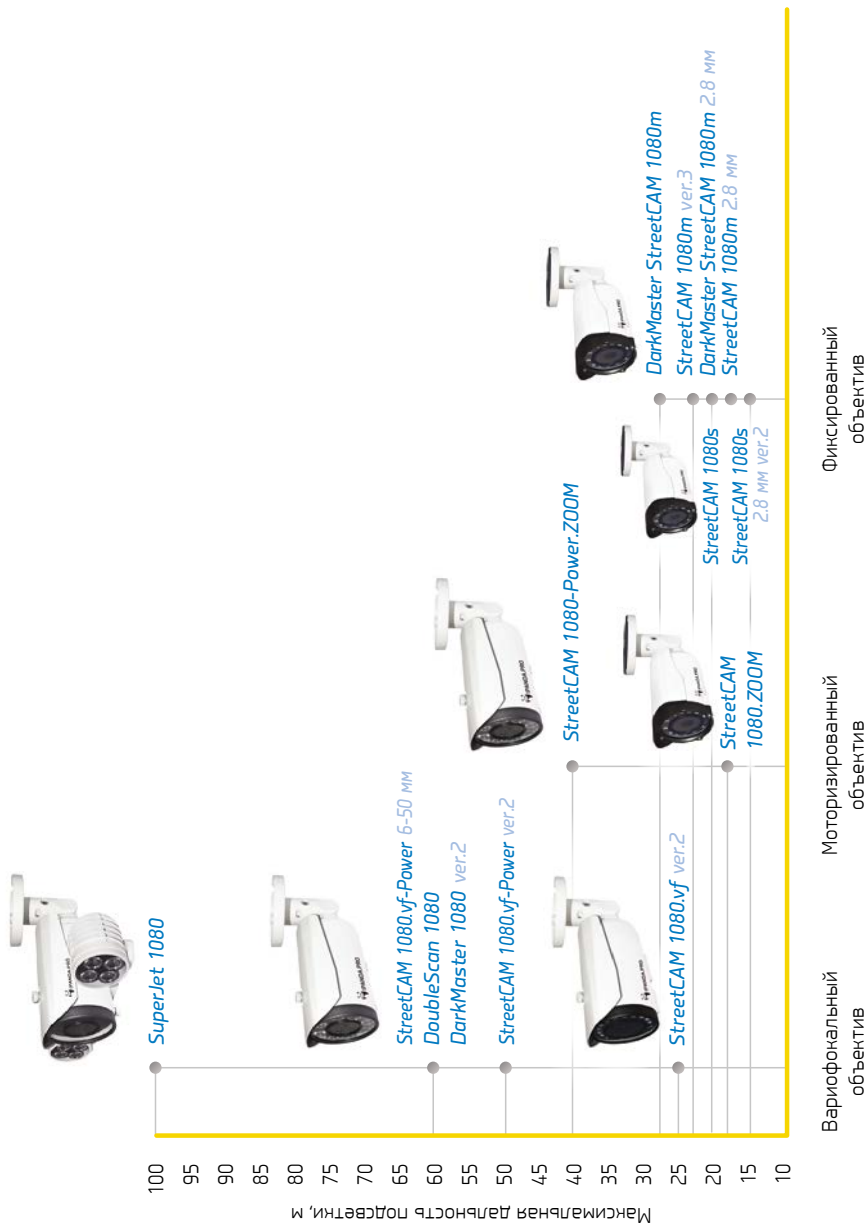 Максимальная дальность подсветки, м
100
95
90
85
80
75
70
65
60
55
50
45
40
35
30
25
20
15
10
SuperJet 1080
StreetCAM 1080.vf-Power 6-50 мм
DoubleScan 1080
DarkMaster 1080 ver.2
StreetCAM 1080.vf-Power ver.2
StreetCAM 1080.vf ver.2
StreetCAM 1080-Power.ZOOM
StreetCAM
1080.ZOOM
DarkMaster StreetCAM 1080m
StreetCAM 1080m ver.3
DarkMaster StreetCAM 1080m 2.8 мм
StreetCAM 1080m 2.8 мм
StreetCAM 1080s
StreetCAM 1080s
2.8 мм ver.2
Вариофокальный
объектив
Моторизированный
объектив
Фиксированный
объектив